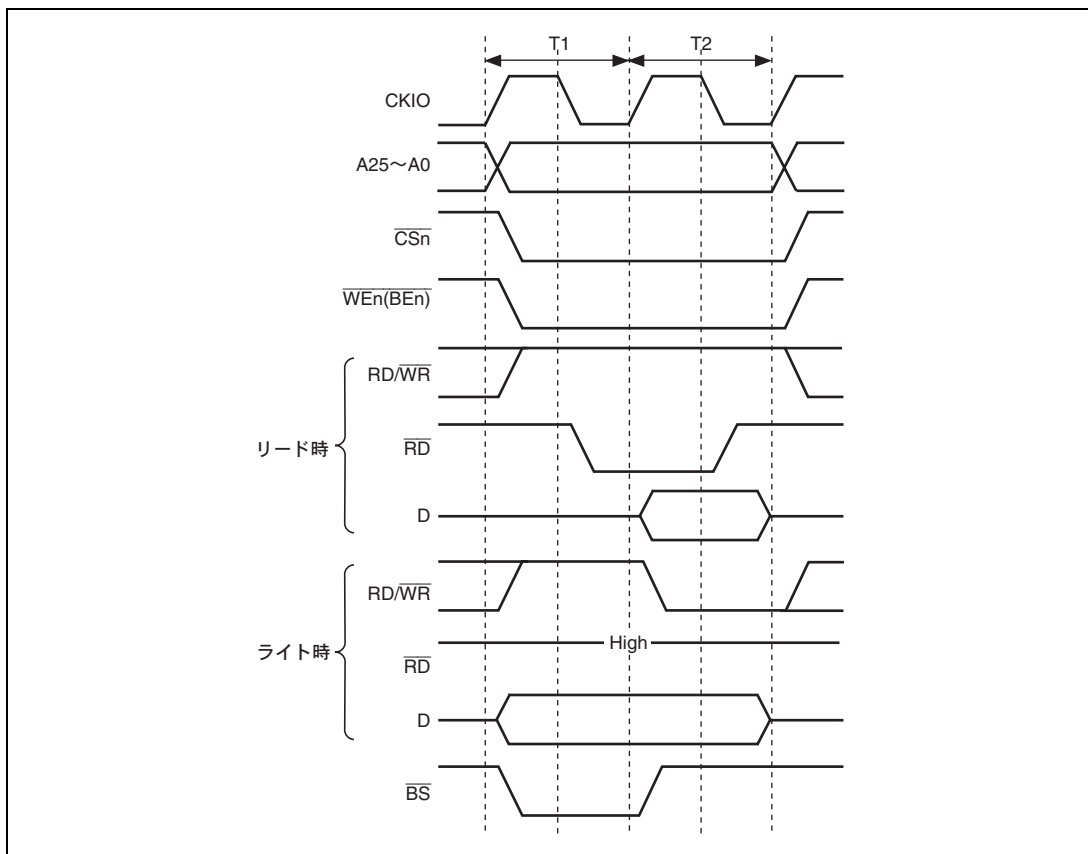 T1 T2
CKIO
A25～A0
CSn
WEn(BEn)
RD/WR
リード時
RD
D
RD/WR
High
ライト時
RD
D
BS